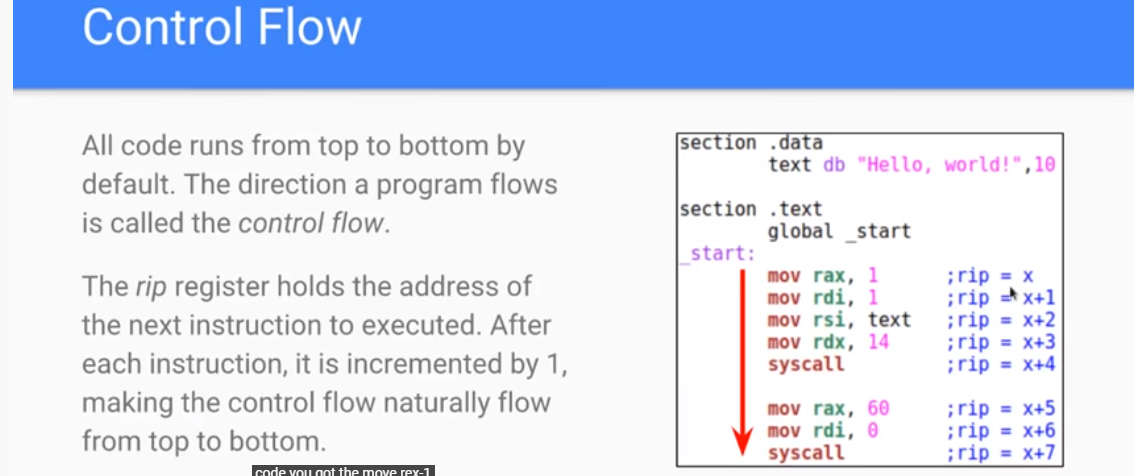 Control Flow
All code runs from top to bottom by
default. The direction a program flows
is called the control flow.
The rip register holds the address of
the next instruction to executed. After
each instruction, it is incremented by 1,
making the control flow naturally flow
from top to bottom.
section .data
text db "Hello, world!",10
section .text
global _start
_start:
mov rax, 1 ;rip = x
mov rdi, 1 ;rip = x+1
mov rsi, text ;rip = x+2
mov rdx, 14 ;rip = x+3
syscall ;rip = x+4
mov rax, 60 ;rip = x+5
mov rdi, 0 ;rip = x+6
syscall ;rip = x+7
code you got the move rex-1